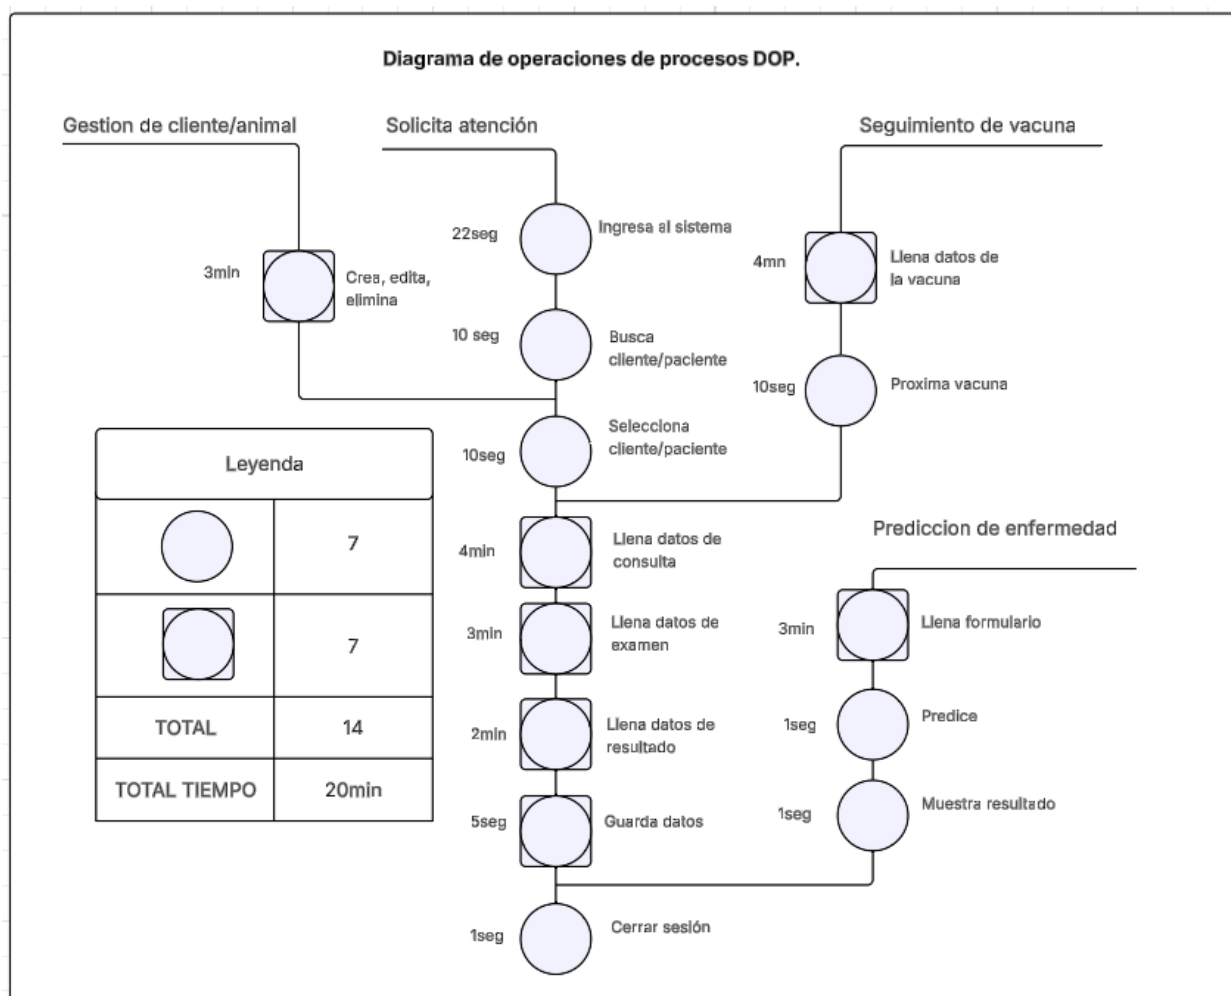 Diagrama de operaciones de procesos DOP.
Gestion de cliente/animal
Solicita atención
Seguimiento de vacuna
22seg
Ingresa al sistema
3min
Crea, edita,
elimina
4mn
Llena datos de
la vacuna
10 seg
Busca
cliente/paciente
10seg
Proxima vacuna
10seg
Selecciona
cliente/paciente
Leyenda
7
7
TOTAL
14
TOTAL TIEMPO
20min
4min
Llena datos de
consulta
3min
Llena datos de
examen
2min
Llena datos de
resultado
5seg
Guarda datos
Prediccion de enfermedad
3min
Llena formulario
1seg
Predice
1seg
Muestra resultado
1seg
Cerrar sesión